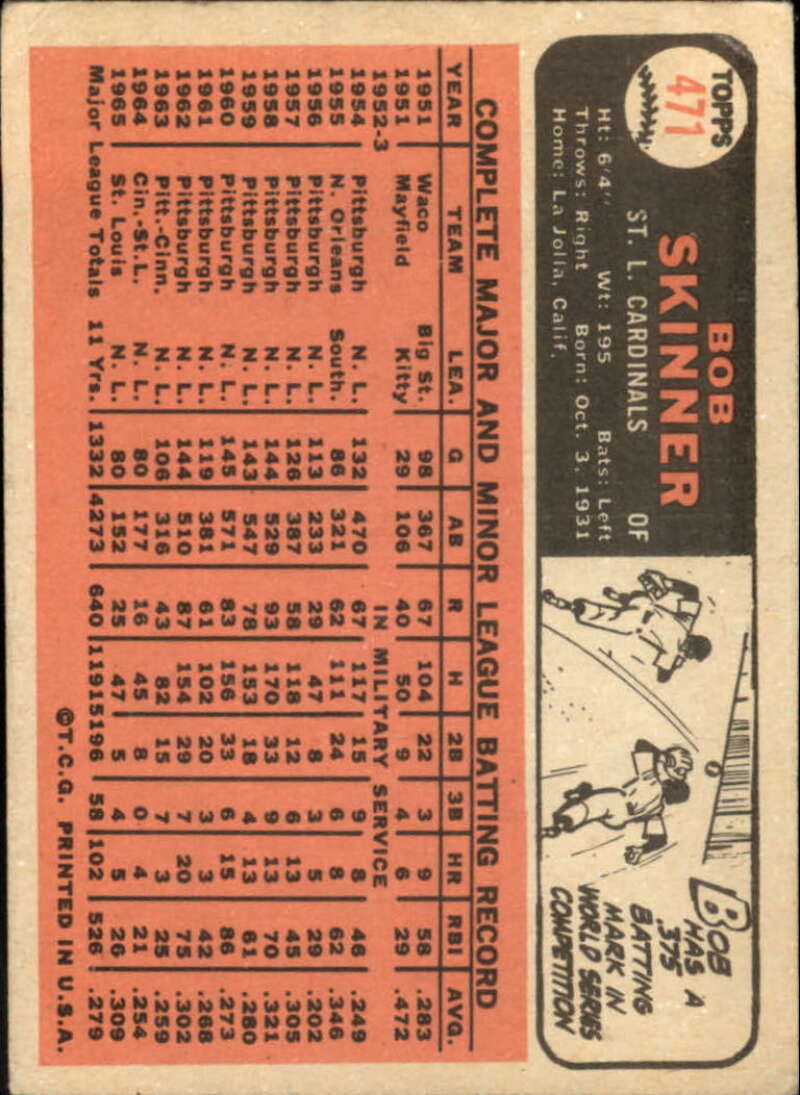 TOPPS
471
BOB
SKINNER
ST. L. CARDINALS OF
Ht: 6'4" Wt: 195 Bats: Left
Throws: Right Born: Oct. 3, 1931
Home: La Jolla, Calif.
BOB
HAS A
.375
BATTING
MARK IN
WORLD SERIES
COMPETITION
COMPLETE MAJOR AND MINOR LEAGUE BATTING RECORD
YEAR TEAM LEA. G AB R H 2B 3B HR RBI AVG.
1951 Waco Big St. 98 367 67 104 22 3 9 58 .283
1951 Mayfield Kitty 29 106 40 50 9 4 6 29 .472
1952-3 IN MILITARY SERVICE
1954 Pittsburgh N. L. 132 470 67 117 15 9 8 46 .249
1955 N. Orleans South. 86 321 62 111 24 6 8 62 .346
1956 Pittsburgh N. L. 113 233 29 47 8 3 5 29 .202
1957 Pittsburgh N. L. 126 387 58 118 12 6 13 45 .305
1958 Pittsburgh N. L. 144 529 93 170 33 9 13 70 .321
1959 Pittsburgh N. L. 143 547 78 153 18 4 13 61 .280
1960 Pittsburgh N. L. 145 571 83 156 33 6 15 86 .273
1961 Pittsburgh N. L. 119 381 61 102 20 3 3 42 .268
1962 Pittsburgh N. L. 144 510 87 154 29 7 20 75 .302
1963 Pitt.-Cinn. N. L. 106 316 43 82 15 7 3 25 .259
1964 Cin.-St.L. N. L. 80 177 16 45 8 0 4 21 .254
1965 St. Louis N. L. 80 152 25 47 5 4 5 26 .309
Major League Totals 11 Yrs. 1332 4273 640 1191 5196 58 102 526 .279
©T.C.G. PRINTED IN U.S.A.